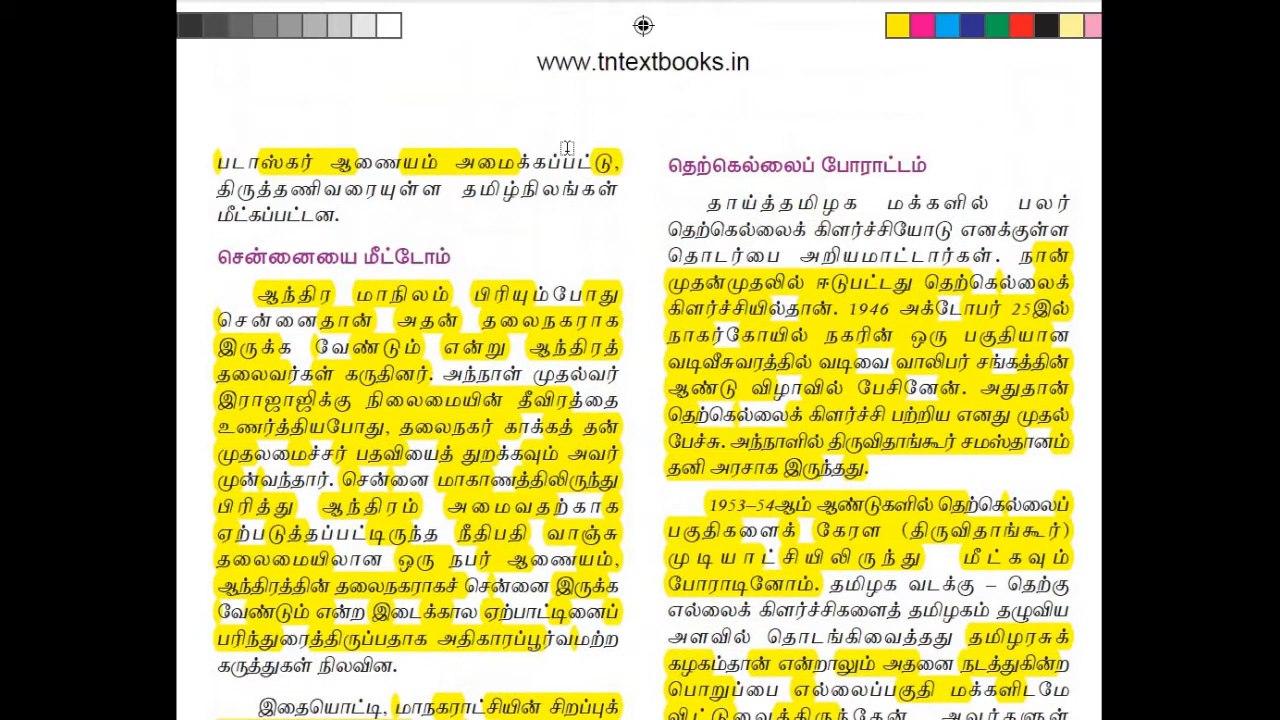 www.tntextbooks.in
படாஸ்கர் ஆணையம் அமைக்கப்பட்டு,
திருத்தணிவரையுள்ள தமிழ்நிலங்கள்
மீட்கப்பட்டன.
சென்னையை மீட்டோம்
ஆந்திர மாநிலம் பிரியும்போது
சென்னைதான் அதன் தலைநகராக
இருக்க வேண்டும் என்று ஆந்திரத்
தலைவர்கள் கருதினர். அந்நாள் முதல்வர்
இராஜாஜிக்கு நிலைமையின் தீவிரத்தை
உணர்த்தியபோது, தலைநகர் காக்கத் தன்
முதலமைச்சர் பதவியைத் துறக்கவும் அவர்
முன்வந்தார். சென்னை மாகாணத்திலிருந்து
பிரித்து ஆந்திரம் அமைவதற்காக
ஏற்படுத்தப்பட்டிருந்த நீதிபதி வாஞ்சு
தலைமையிலான ஒரு நபர் ஆணையம்,
ஆந்திரத்தின் தலைநகராகச் சென்னை இருக்க
வேண்டும் என்ற இடைக்கால ஏற்பாட்டினைப்
பரிந்துரைத்திருப்பதாக அதிகாரப்பூர்வமற்ற
கருத்துகள் நிலவின.
இதையொட்டி, மாநகராட்சியின் சிறப்புக்
தெற்கெல்லைப் போராட்டம்
தாய்த்தமிழக மக்களில் பலர்
தெற்கெல்லைக் கிளர்ச்சியோடு எனக்குள்ள
தொடர்பை அறியமாட்டார்கள். நான்
முதன்முதலில் ஈடுபட்டது தெற்கெல்லைக்
கிளர்ச்சியில்தான். 1946 அக்டோபர் 25இல்
நாகர்கோயில் நகரின் ஒரு பகுதியான
வடிவீசுவரத்தில் வடிவை வாலிபர் சங்கத்தின்
ஆண்டு விழாவில் பேசினேன். அதுதான்
தெற்கெல்லைக் கிளர்ச்சி பற்றிய எனது முதல்
பேச்சு. அந்நாளில் திருவிதாங்கூர் சமஸ்தானம்
தனி அரசாக இருந்தது.
1953–54ஆம் ஆண்டுகளில் தெற்கெல்லைப்
பகுதிகளைக் கேரள (திருவிதாங்கூர்)
முடியாட்சியிலிருந்து மீட்கவும்
போராடினோம். தமிழக வடக்கு – தெற்கு
எல்லைக் கிளர்ச்சிகளைத் தமிழகம் தழுவிய
அளவில் தொடங்கிவைத்தது தமிழரசுக்
கழகம்தான் என்றாலும் அதனை நடத்துகின்ற
பொறுப்பை எல்லைப்பகுதி மக்களிடமே
விட்டுவைத்திருந்தேன். அவர்களுள்